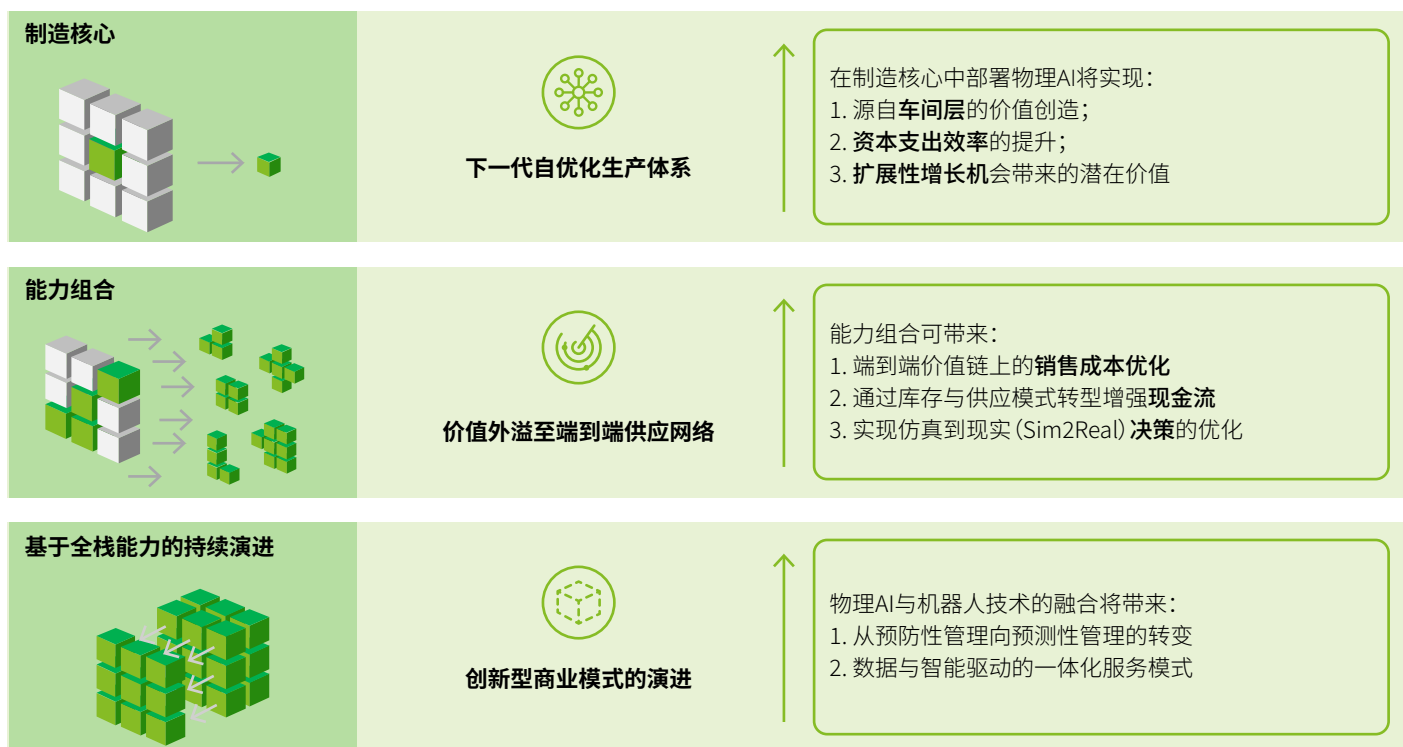 制造核心
下一代自优化生产体系
在制造核心中部署物理AI将实现：
1. 源自车间层的价值创造；
2. 资本支出效率的提升；
3. 扩展性增长机会带来的潜在价值
能力组合
价值外溢至端到端供应网络
能力组合可带来：
1. 端到端价值链上的销售成本优化
2. 通过库存与供应模式转型增强现金流
3. 实现仿真到现实（Sim2Real）决策的优化
基于全栈能力的持续演进
创新型商业模式的演进
物理AI与机器人技术的融合将带来：
1. 从预防性管理向预测性管理的转变
2. 数据与智能驱动的一体化服务模式